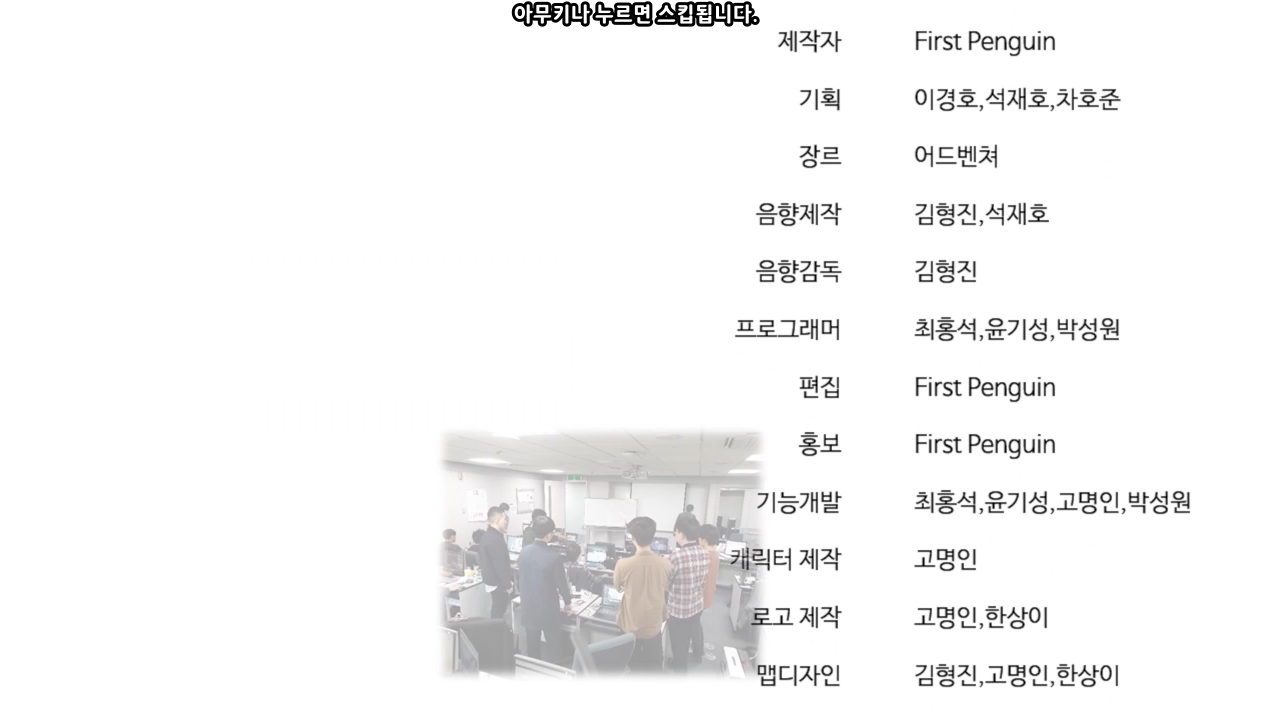 아무키나 누르면 스킵됩니다.
제작자 First Penguin
기획 이경호,석재호,차호준
장르 어드벤쳐
음향제작 김형진,석재호
음향감독 김형진
프로그래머 최홍석,윤기성,박성원
편집 First Penguin
홍보 First Penguin
기능개발 최홍석,윤기성,고명인,박성원
캐릭터 제작 고명인
로고 제작 고명인,한상이
맵디자인 김형진,고명인,한상이